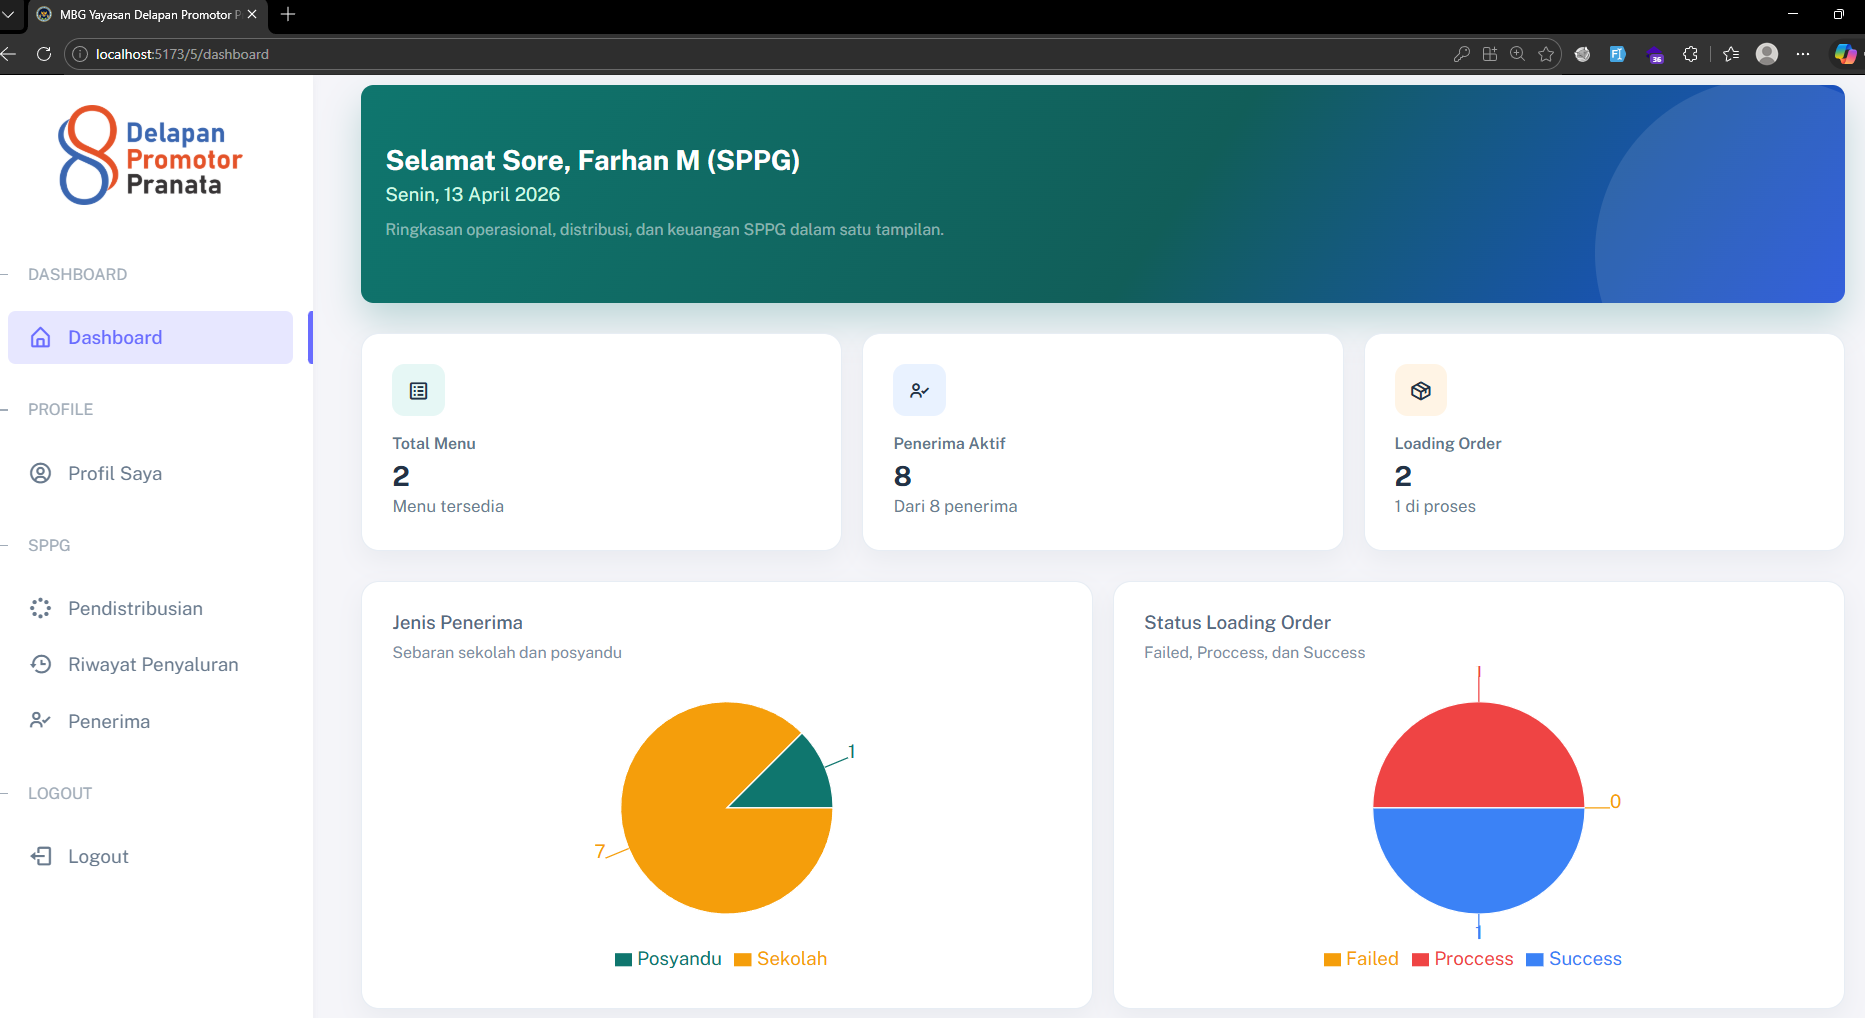 MBG Yayasan Delapan Promotor P
localhost:5173/5/dashboard
36
Delapan
Promotor
Pranata
DASHBOARD
Dashboard
PROFILE
Profil Saya
SPPG
Pendistribusian
Riwayat Penyaluran
Penerima
LOGOUT
Logout
Selamat Sore, Farhan M (SPPG)
Senin, 13 April 2026
Ringkasan operasional, distribusi, dan keuangan SPPG dalam satu tampilan.
Total Menu
2
Menu tersedia
Penerima Aktif
8
Dari 8 penerima
Loading Order
2
1 di proses
Jenis Penerima
Sebaran sekolah dan posyandu
1
7
Posyandu Sekolah
Status Loading Order
Failed, Proccess, dan Success
1
0
1
Failed Proccess Success